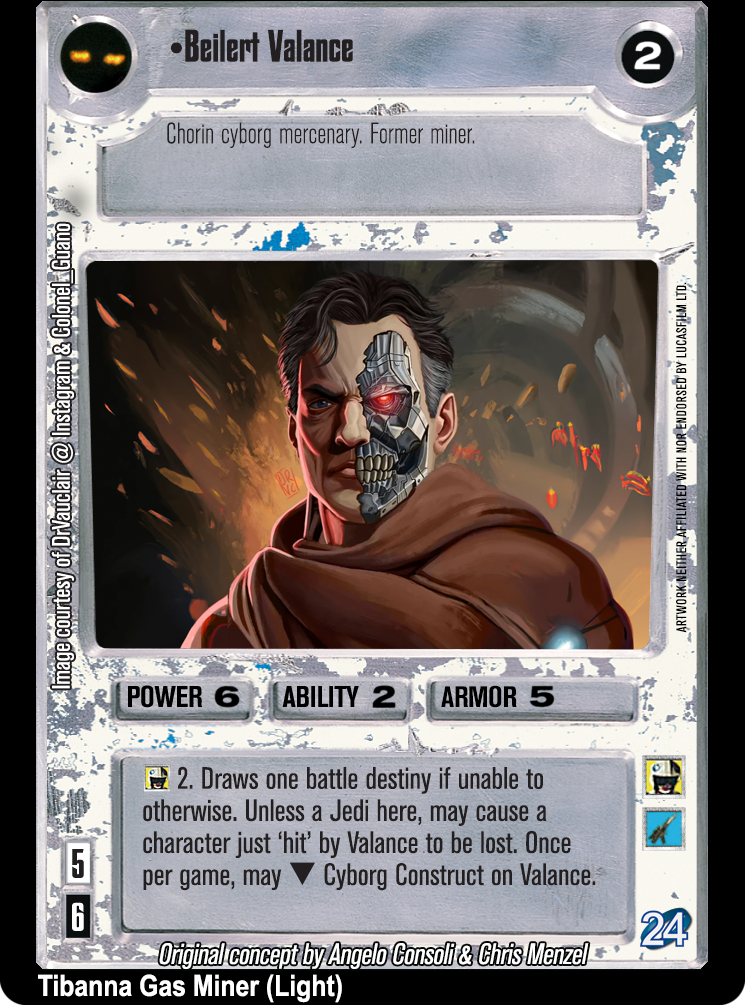 •Beilert Valance
2
Chorin cyborg mercenary. Former miner.
Image courtesy of DrVauclair @ Instagram & Colonel_Guano
ARTWORK NEITHER AFFILIATED WITH NOR ENDORSED BY LUCASFILM LTD.
POWER 6
ABILITY 2
ARMOR 5
2. Draws one battle destiny if unable to
otherwise. Unless a Jedi here, may cause a
character just ‘hit’ by Valance to be lost. Once
per game, may ▼ Cyborg Construct on Valance.
5
6
24
Original concept by Angelo Consoli & Chris Menzel
Tibanna Gas Miner (Light)